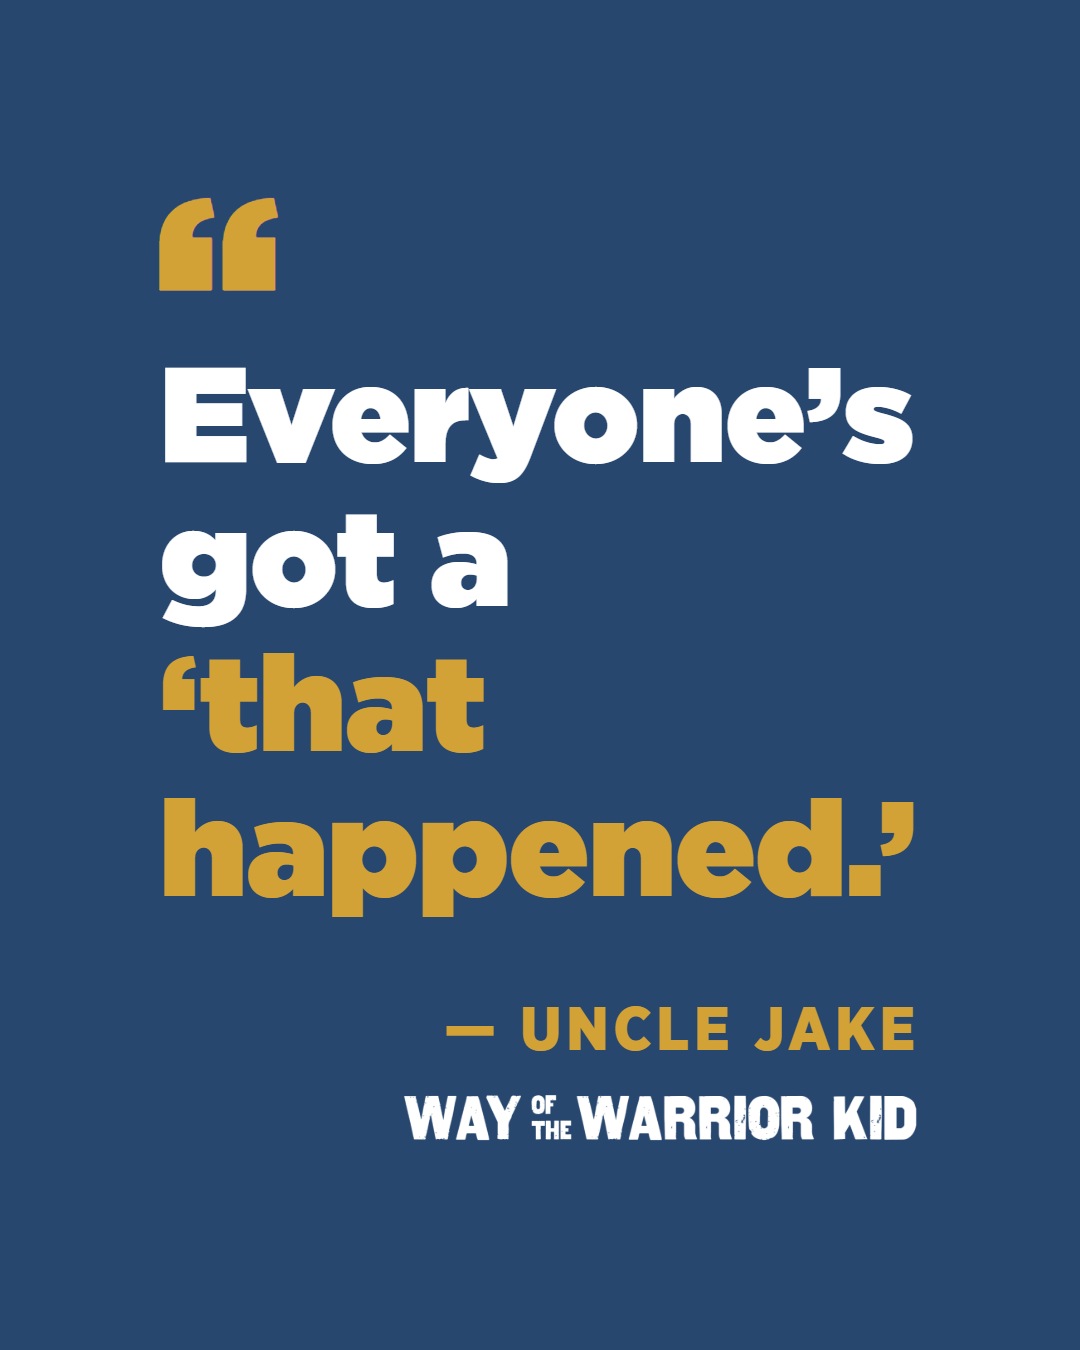 “
Everyone’s
got a
‘that
happened.’
— UNCLE JAKE
WAY OF THE WARRIOR KID